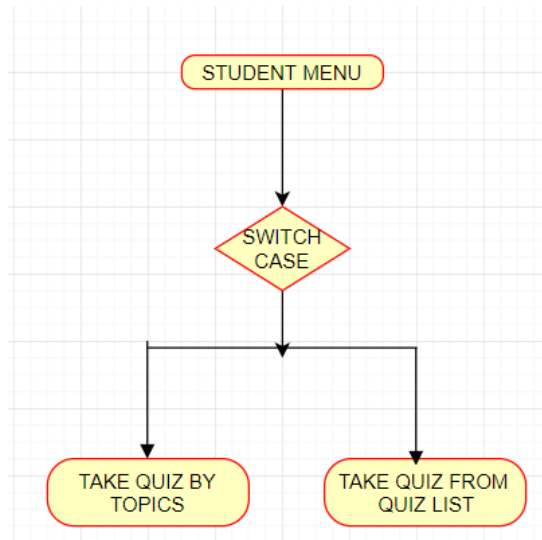 STUDENT MENU
SWITCH
CASE
TAKE QUIZ BY
TOPICS
TAKE QUIZ FROM
QUIZ LIST